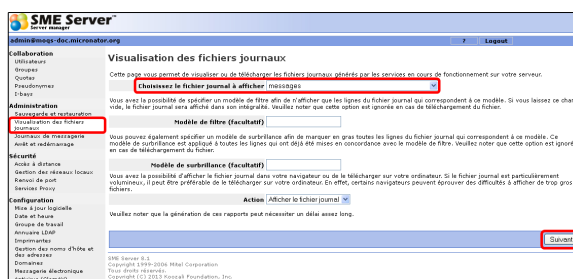 SME Server™
Server manager
admin@moqs-doc.micronator.org
? Logout
Collaboration
Utilisateurs
Groupes
Quotas
Pseudonymes
I-bays
Administration
Sauvegarde et restauration
Visualisation des fichiers
journaux
Journaux de messagerie
Arrêt et redémarrage
Sécurité
Accès à distance
Gestion des réseaux locaux
Renvoi de port
Services Proxy
Configuration
Mise à jour logicielle
Date et heure
Groupe de travail
Annuaire LDAP
Imprimantes
Gestion des noms d'hôte et
des adresses
Domaines
Messagerie électronique
Visualisation des fichiers journaux
Cette page vous permet de visualiser ou de télécharger les fichiers journaux générés par les services en cours de fonctionnement sur votre serveur.
Choisissez le fichier journal à afficher messages
Vous avez la possibilité de spécifier un modèle de filtre afin de n'afficher que les lignes du fichier journal qui correspondent à ce modèle. Si vous laissez ce char
vide, le fichier journal sera affiché dans son intégralité. Veuillez noter que cette option est ignorée en cas de téléchargement du fichier.
Modèle de filtre (facultatif)
Vous pouvez également spécifier un modèle de surbrillance afin de marquer en gras toutes les lignes du fichier journal qui correspondent à ce modèle. Ce
modèle de surbrillance est appliqué à toutes les lignes qui ont déjà été mises en concordance avec le modèle de filtre. Veuillez noter que cette option est ignoré
en cas de téléchargement du fichier.
Modèle de surbrillance (facultatif)
Vous avez la possibilité d'afficher le fichier journal dans votre navigateur ou de le télécharger sur votre ordinateur. Si le fichier journal est particulièrement
volumineux, il peut être préférable de le télécharger sur votre ordinateur. En effet, certains navigateurs peuvent éprouver des difficultés à afficher de trop gros
fichiers.
Action Afficher le fichier journal
Veuillez noter que la génération de ces rapports peut nécessiter un délai assez long.
Suivant
SME Server 8.1
Copyright 1999-2006 Mitel Corporation
Tous droits réservés.
Copyright (C) 2013 Koozali Foundation, Inc.